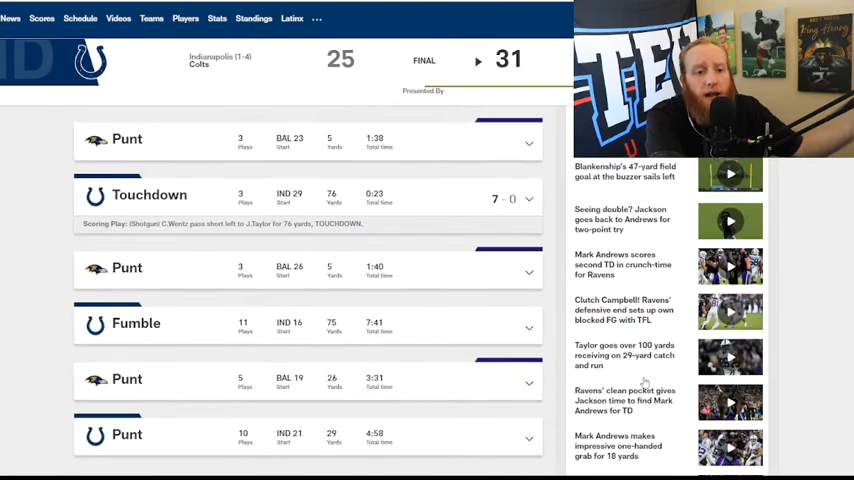 News Scores Schedule Videos Teams Players Stats Standings Latinx ...
Indianapolis (1-4)
Colts
25
FINAL
31
Presented By
Punt
3 BAL 23 5 1:38
Plays Start Yards Total time
Touchdown
3 IND 29 76 0:23
Plays Start Yards Total time
7 - 0
Scoring Play: (Shotgun) C.Wentz pass short left to J.Taylor for 76 yards, TOUCHDOWN.
Punt
3 BAL 26 5 1:40
Plays Start Yards Total time
Fumble
11 IND 16 75 7:41
Plays Start Yards Total time
Punt
5 BAL 19 26 3:31
Plays Start Yards Total time
Punt
10 IND 21 29 4:58
Plays Start Yards Total time
TE
King Henry
Blankenship's 47-yard field
goal at the buzzer sails left
Seeing double? Jackson
goes back to Andrews for
two-point try
Mark Andrews scores
second TD in crunch-time
for Ravens
Clutch Campbell! Ravens'
defensive end sets up own
blocked FG with TFL
Taylor goes over 100 yards
receiving on 29-yard catch
and run
Ravens' clean pocket gives
Jackson time to find Mark
Andrews for TD
Mark Andrews makes
impressive one-handed
grab for 18 yards